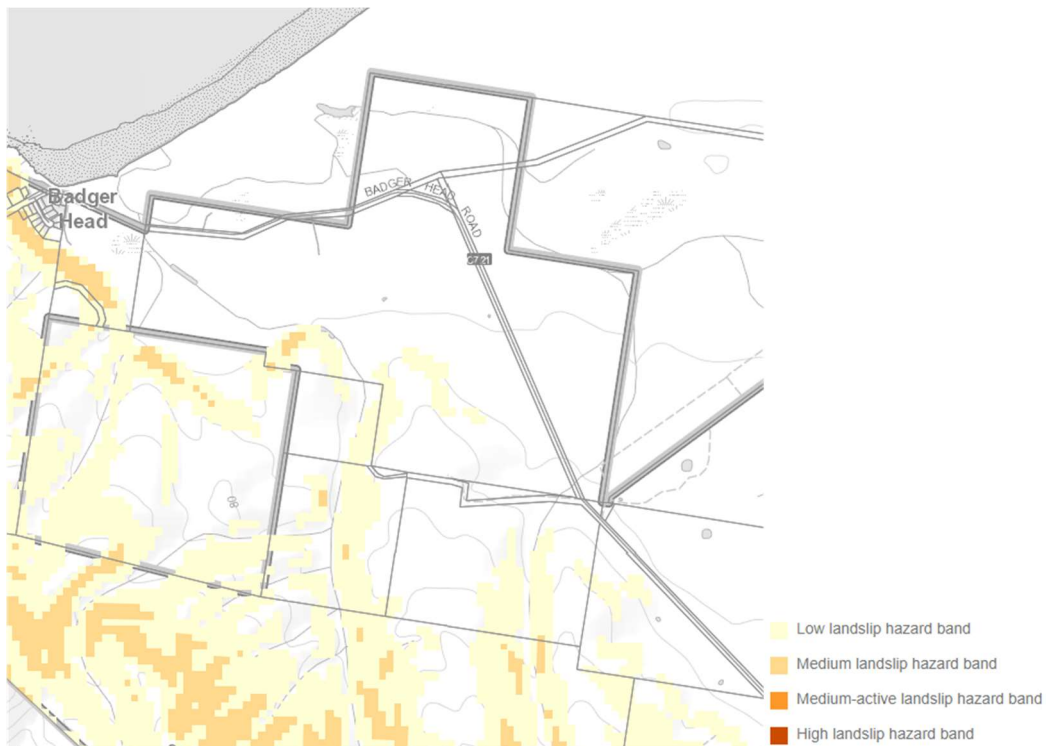 Badger
Head
BADGER HEAD ROAD
C721
80
Low landslip hazard band
Medium landslip hazard band
Medium-active landslip hazard band
High landslip hazard band